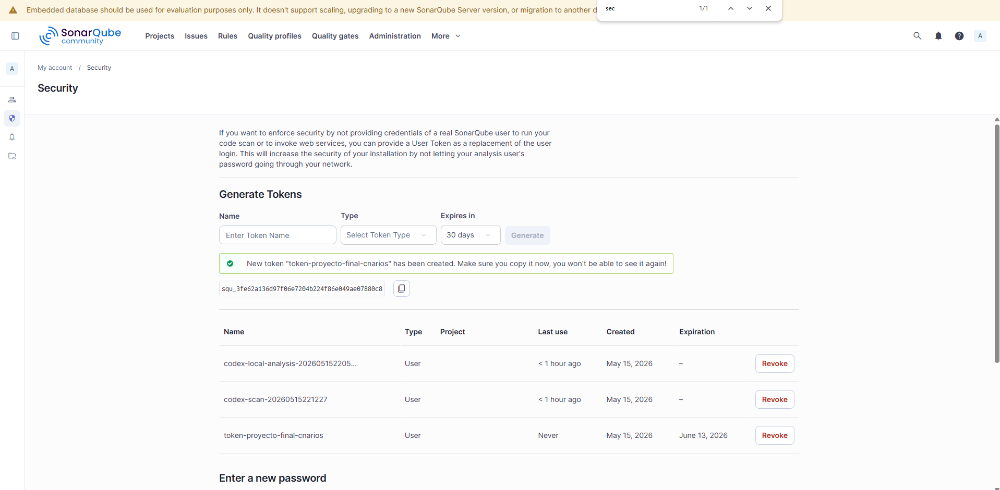 Embedded database should be used for evaluation purposes only. It doesn't support scaling, upgrading to a new SonarQube Server version, or migration to another d
sec 1/1
SonarQube community
Projects Issues Rules Quality profiles Quality gates Administration More
? A
A
My account / Security
Security
If you want to enforce security by not providing credentials of a real SonarQube user to run your
code scan or to invoke web services, you can provide a User Token as a replacement of the user
login. This will increase the security of your installation by not letting your analysis user's
password going through your network.
Generate Tokens
Name Type Expires in
Enter Token Name Select Token Type 30 days Generate
New token "token-proyecto-final-cnarios" has been created. Make sure you copy it now, you won't be able to see it again!
squ_3fe62a136d97f06e7204b224f86e049ae07880c8
Name Type Project Last use Created Expiration
codex-local-analysis-202605152205... User < 1 hour ago May 15, 2026 – Revoke
codex-scan-20260515221227 User < 1 hour ago May 15, 2026 – Revoke
token-proyecto-final-cnarios User Never May 15, 2026 June 13, 2026 Revoke
Enter a new password